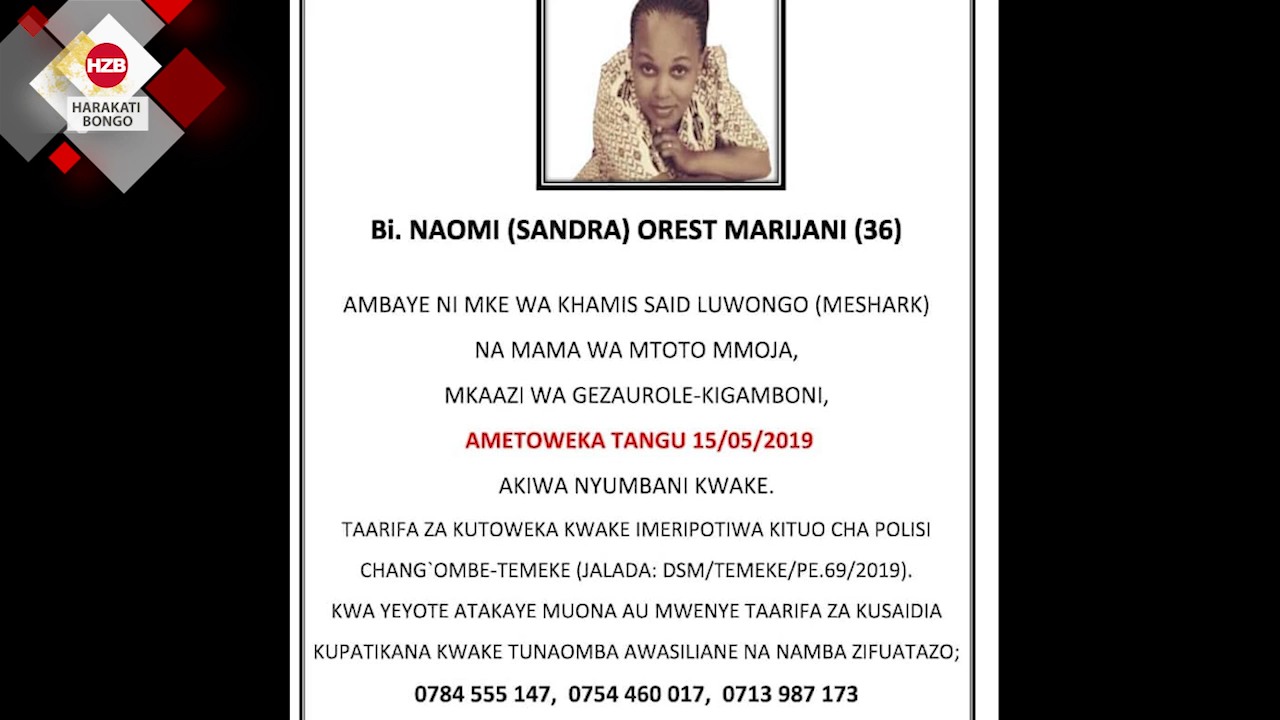 HZB
HARAKATI
BONGO
Bi. NAOMI (SANDRA) OREST MARIJANI (36)
AMBAYE NI MKE WA KHAMIS SAID LUWONGO (MESHARK)
NA MAMA WA MTOTO MMOJA,
MKAAZI WA GEZAUROLE-KIGAMBONI,
AMETOWEKA TANGU 15/05/2019
AKIWA NYUMBANI KWAKE.
TAARIFA ZA KUTOWEKA KWAKE IMERIPOTIWA KITUO CHA POLISI
CHANG`OMBE-TEMEKE (JALADA: DSM/TEMEKE/PE.69/2019).
KWA YEYOTE ATAKAYE MUONA AU MWENYE TAARIFA ZA KUSAIDIA
KUPATIKANA KWAKE TUNAOMBA AWASILIANE NA NAMBA ZIFUATAZO;
0784 555 147, 0754 460 017, 0713 987 173